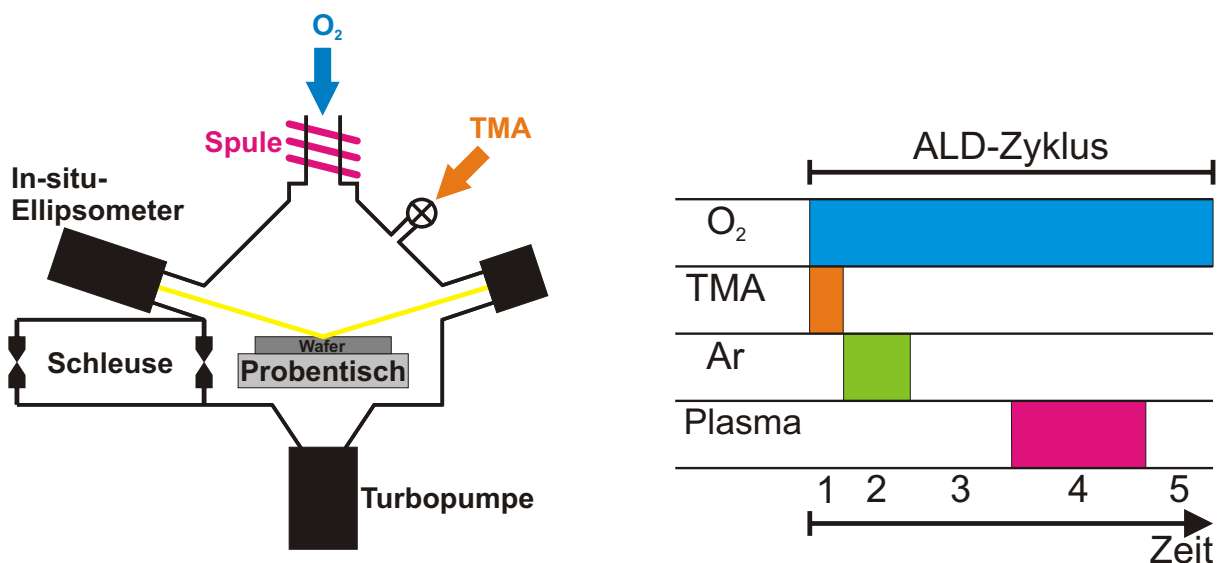 O₂
Spule
TMA
In-situ-
Ellipsometer
Schleuse
Wafer
Probentisch
Turbopumpe
ALD-Zyklus
O₂
TMA
Ar
Plasma
1 2 3 4 5
Zeit